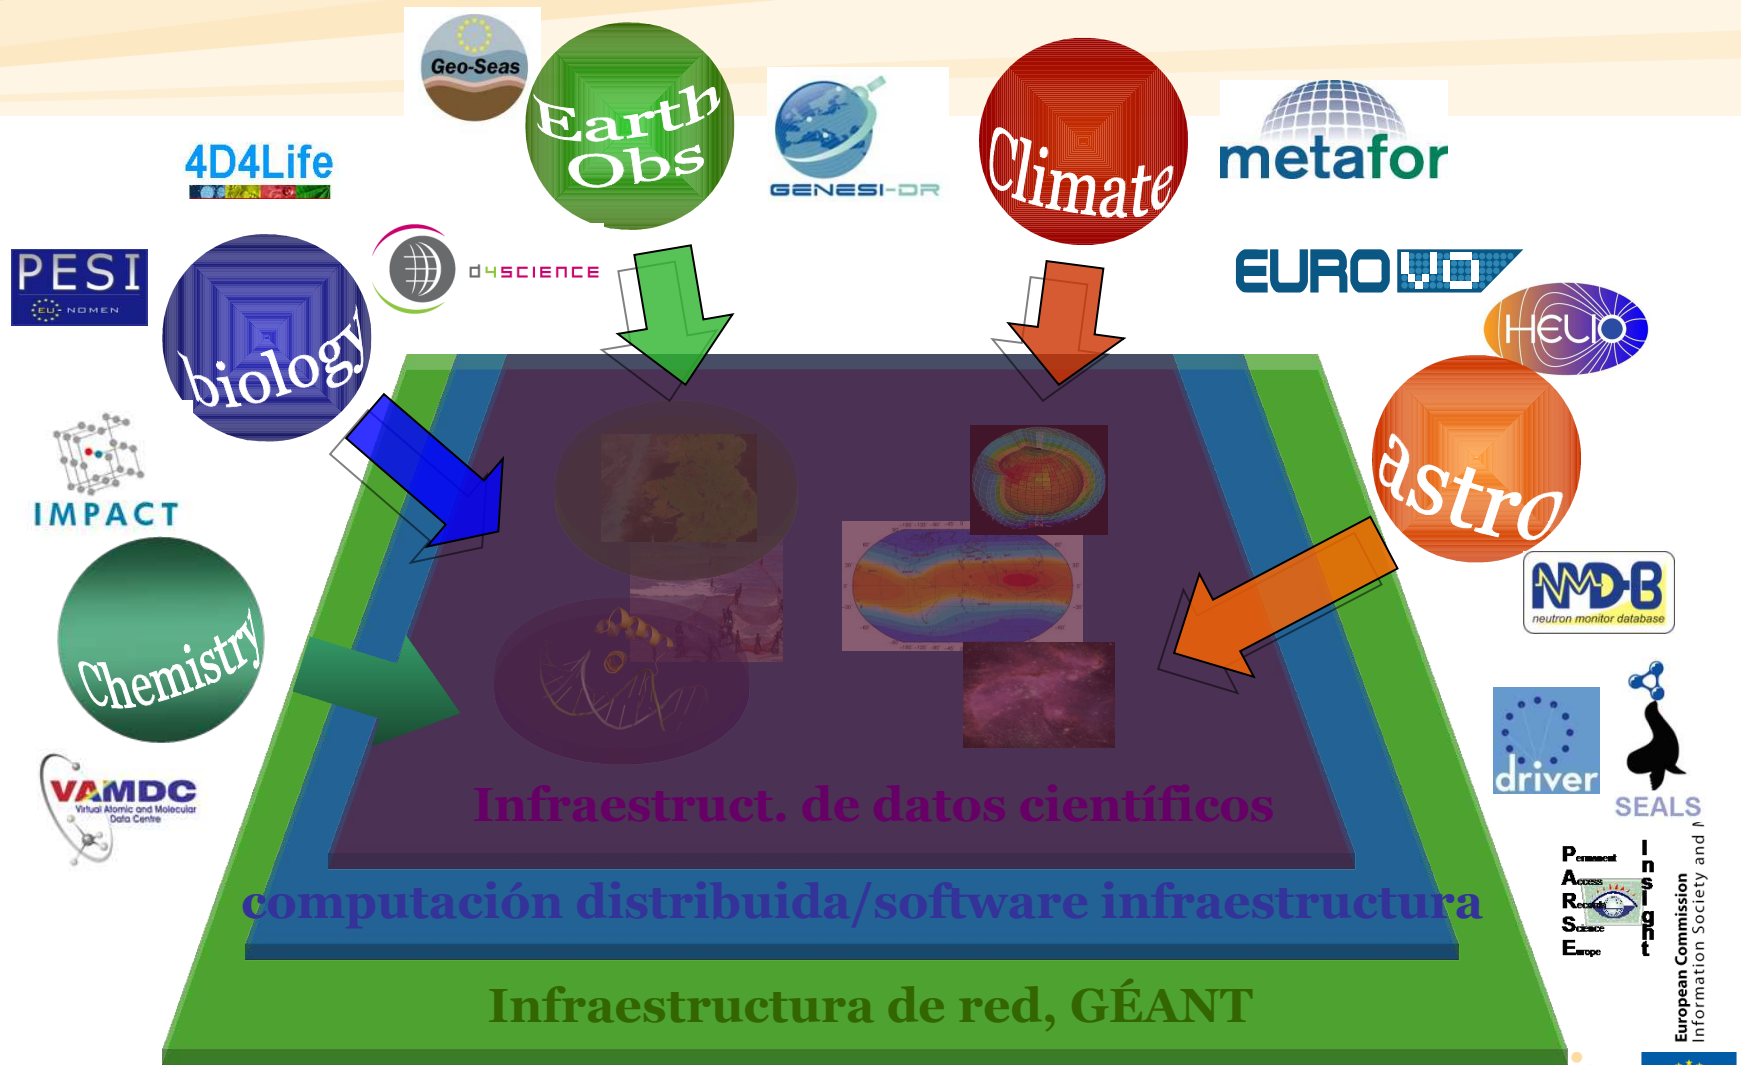 Geo-Seas
Earth
Obs
GENESI-DR
Climate
metafor
4D4Life
PESI
EU-NOMEN
biology
d4science
EURO VO
HELIO
astro
IMPACT
Chemistry
NMDB
neutron monitor database
VAMDC
Virtual Atomic and Molecular
Data Centre
driver
SEALS
Infraestruct. de datos científicos
computación distribuida/software infraestructura
Infraestructura de red, GÉANT
Permanent
Access
Records
Science
Europe
Insight
European Commission
Information Society and